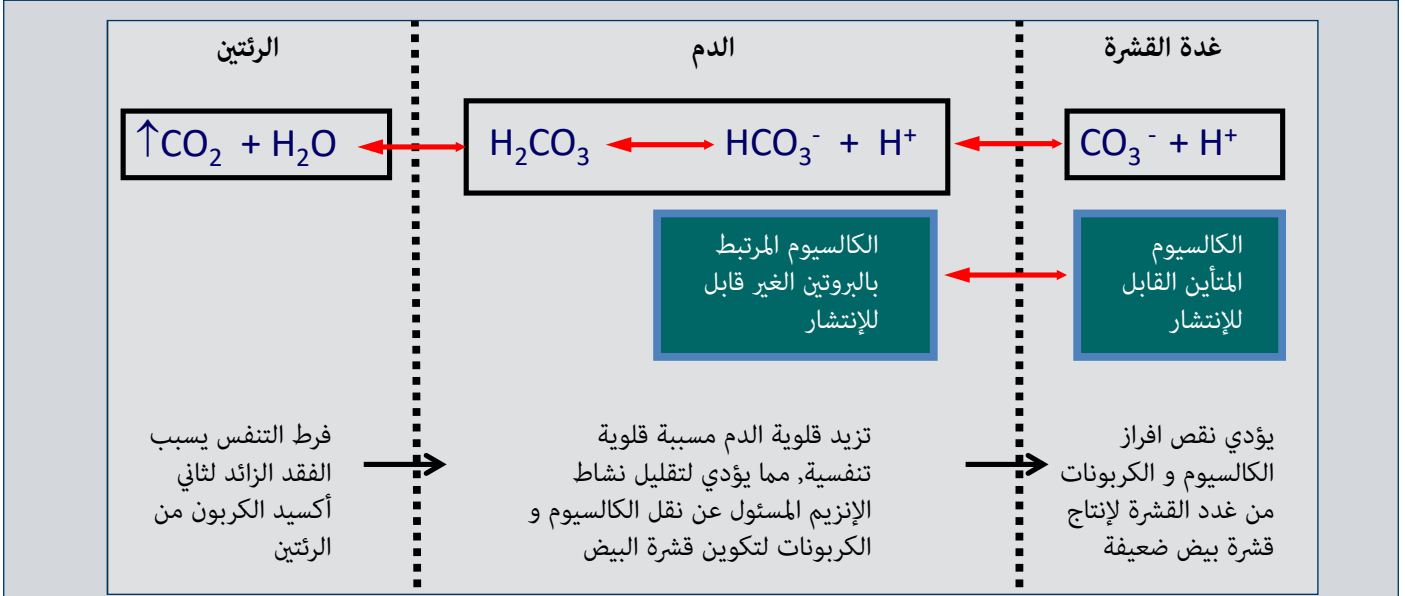 الرئتين
الدم
غدة القشرة
↑CO₂ + H₂O
H₂CO₃
HCO₃⁻ + H⁺
CO₃⁻ + H⁺
الكالسيوم المرتبط
بالبروتين الغير قابل
للإنتشار
الكالسيوم
المتأين القابل
للإنتشار
فرط التنفس يسبب
الفقد الزائد لثاني
أكسيد الكربون من
الرئتين
تزيد قلوية الدم مسببة قلوية
تنفسية, مما يؤدي لتقليل نشاط
الإنزيم المسئول عن نقل الكالسيوم و
الكربونات لتكوين قشرة البيض
يؤدي نقص افراز
الكالسيوم و الكربونات
من غدد القشرة لإنتاج
قشرة بيض ضعيفة